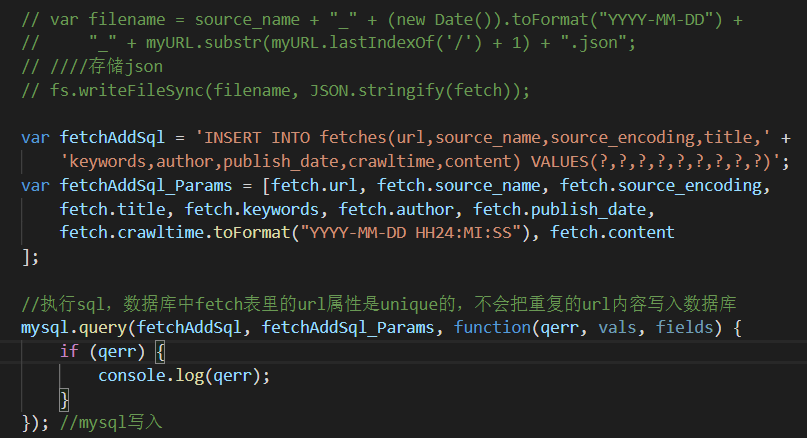 // var filename = source_name + "_" + (new Date()).toFormat("YYYY-MM-DD") +
//     "_" + myURL.substr(myURL.lastIndexOf('/') + 1) + ".json";
// ////存储json
// fs.writeFileSync(filename, JSON.stringify(fetch));
var fetchAddSql = 'INSERT INTO fetches(url,source_name,source_encoding,title,' +
    'keywords,author,publish_date,crawltime,content) VALUES(?,?,?,?,?,?,?,?,?)';
var fetchAddSql_Params = [fetch.url, fetch.source_name, fetch.source_encoding,
    fetch.title, fetch.keywords, fetch.author, fetch.publish_date,
    fetch.crawltime.toFormat("YYYY-MM-DD HH24:MI:SS"), fetch.content
];
//执行sql，数据库中fetch表里的url属性是unique的，不会把重复的url内容写入数据库
mysql.query(fetchAddSql, fetchAddSql_Params, function(qerr, vals, fields) {
    if (qerr) {
        console.log(qerr);
    }
}); //mysql写入